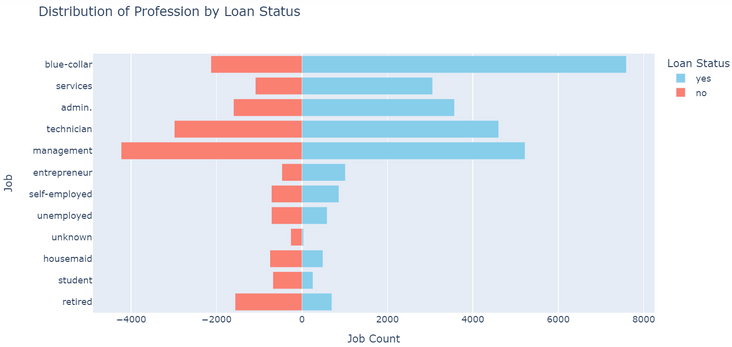 Distribution of Profession by Loan Status
Loan Status
yes
no
Job
blue-collar
services
admin.
technician
management
entrepreneur
self-employed
unemployed
unknown
housemaid
student
retired
−4000 −2000 0 2000 4000 6000 8000
Job Count